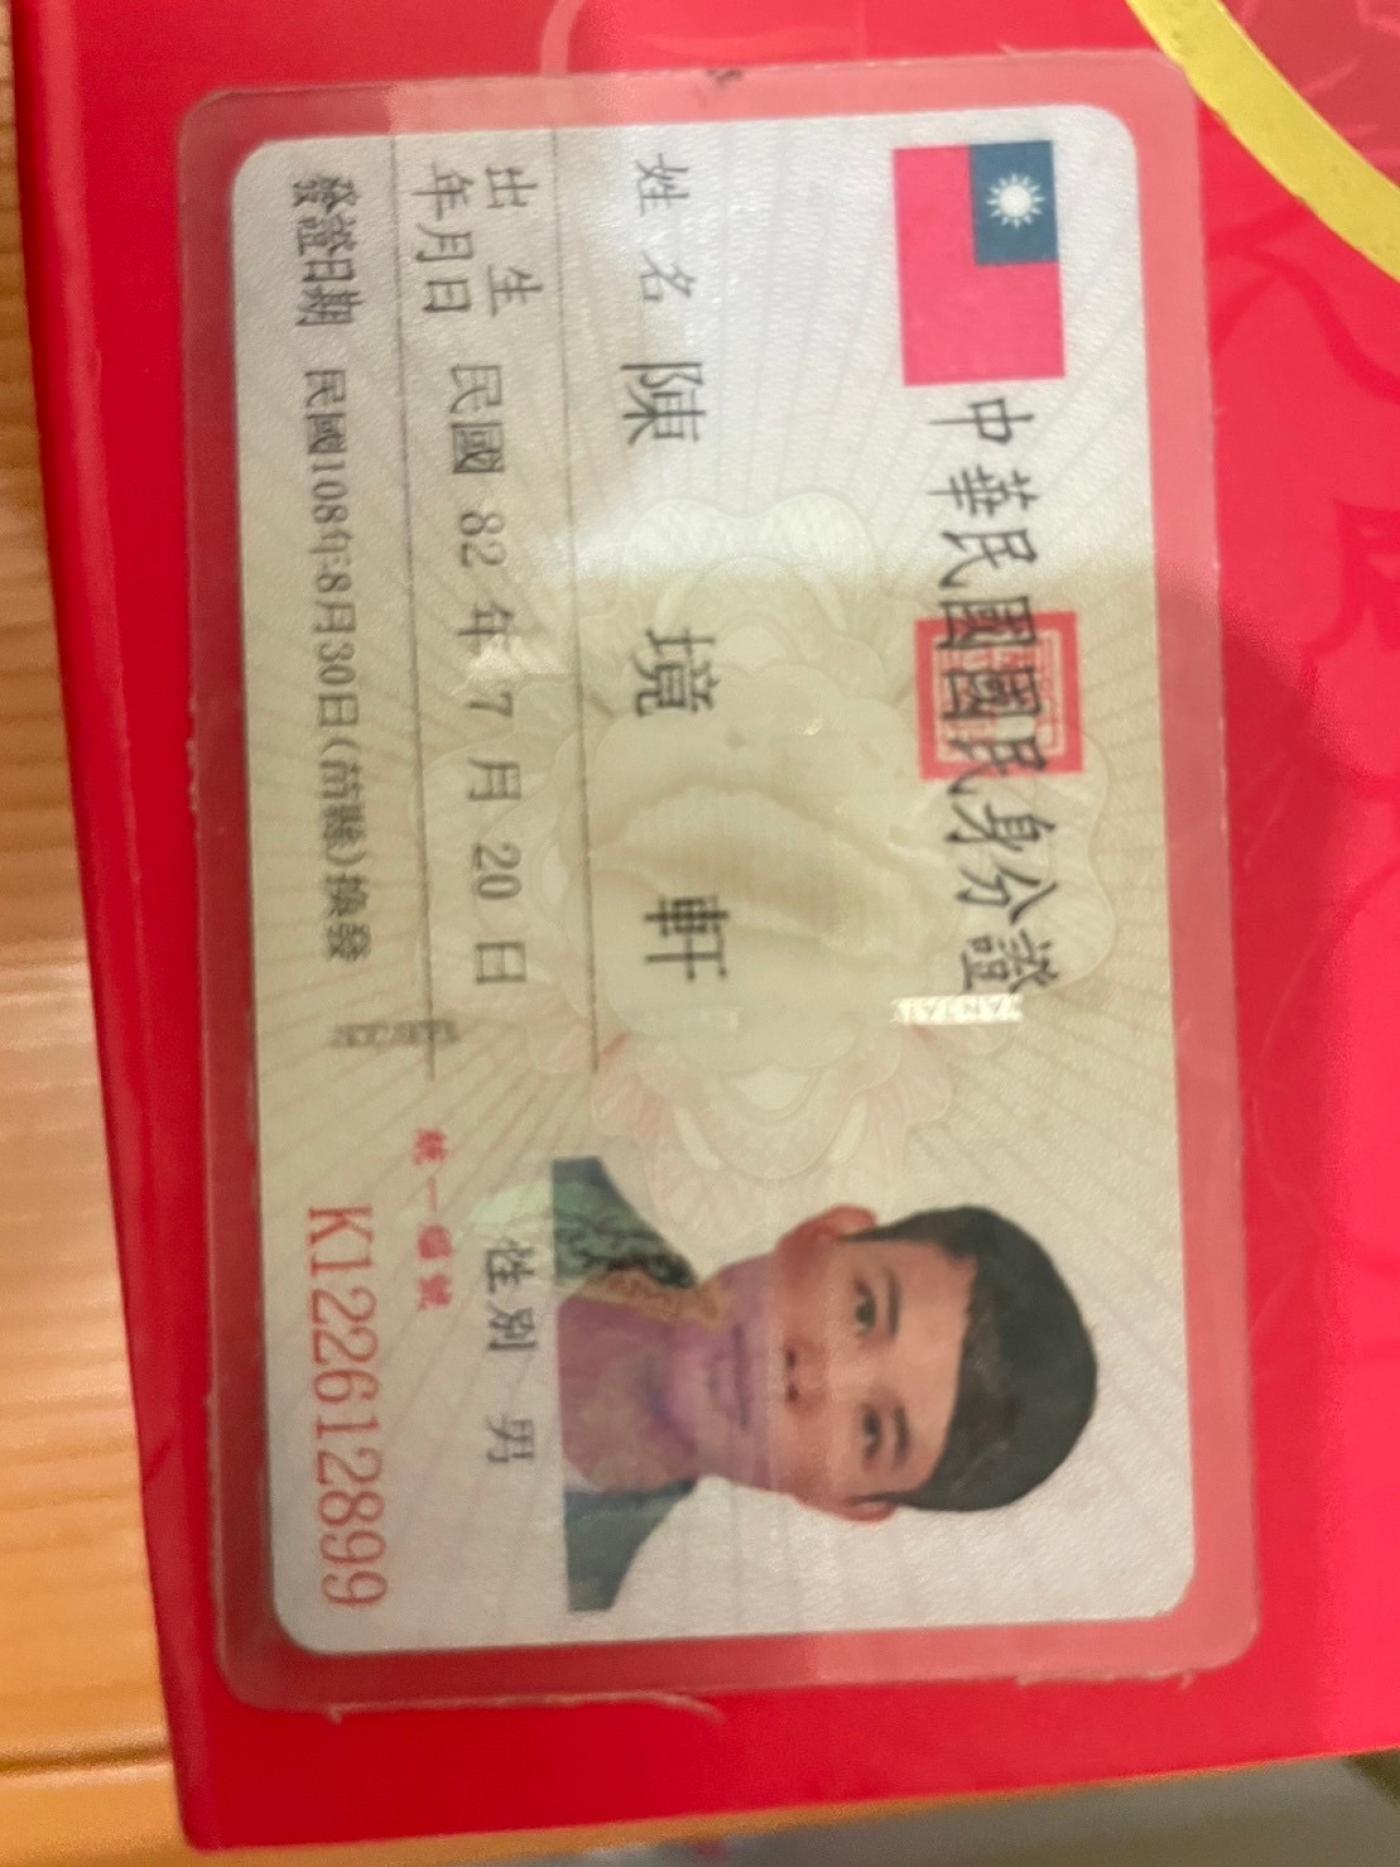 中華民國國民身分證
姓名 陳境軒
出生年月日 民國 82 年 7 月 20 日
性別 男
發證日期 民國108年8月30日(苗縣)換發
統一編號
K122612899